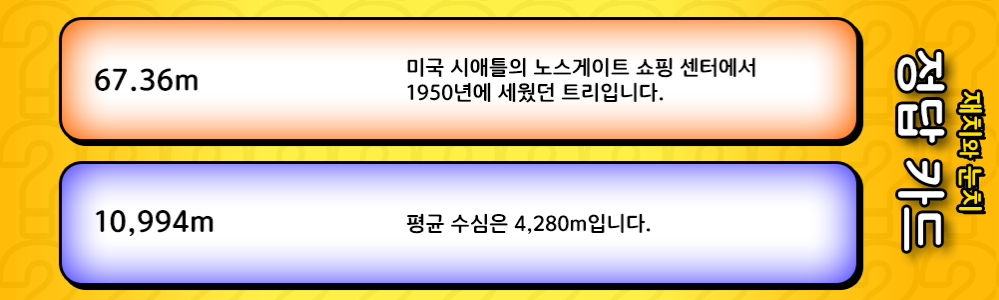 67.36m
미국 시애틀의 노스게이트 쇼핑 센터에서
1950년에 세웠던 트리입니다.
10,994m
평균 수심은 4,280m입니다.
재치와 눈치
정답 카드